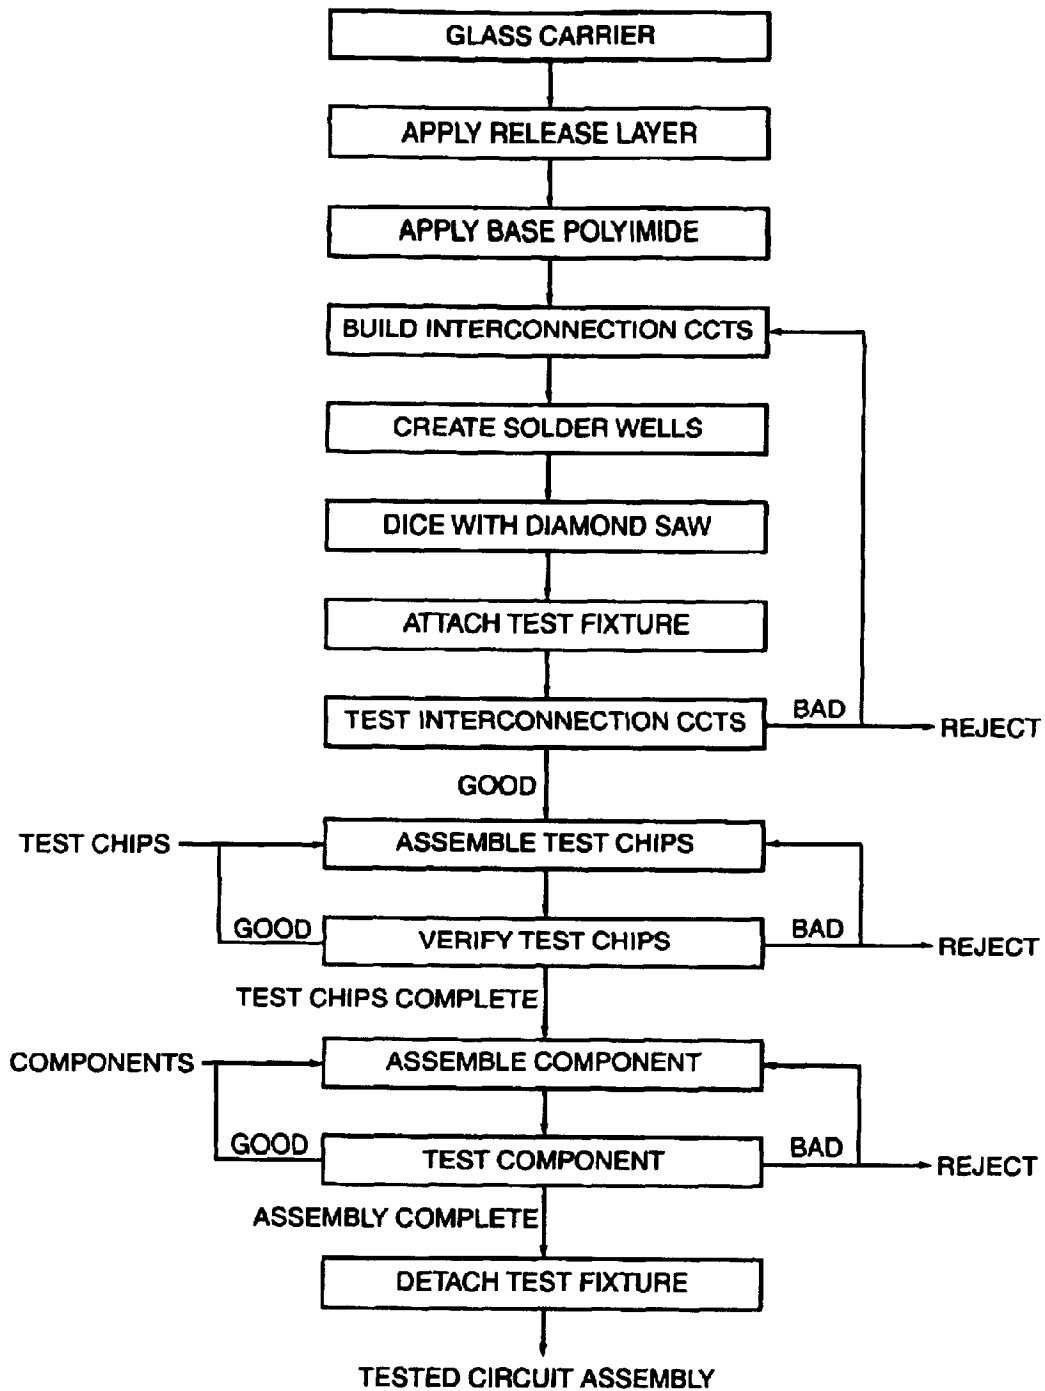 GLASS CARRIER
APPLY RELEASE LAYER
APPLY BASE POLYIMIDE
BUILD INTERCONNECTION CCTS
CREATE SOLDER WELLS
DICE WITH DIAMOND SAW
ATTACH TEST FIXTURE
TEST INTERCONNECTION CCTS
BAD
REJECT
GOOD
TEST CHIPS
ASSEMBLE TEST CHIPS
GOOD
VERIFY TEST CHIPS
BAD
REJECT
TEST CHIPS COMPLETE
COMPONENTS
ASSEMBLE COMPONENT
GOOD
TEST COMPONENT
BAD
REJECT
ASSEMBLY COMPLETE
DETACH TEST FIXTURE
TESTED CIRCUIT ASSEMBLY